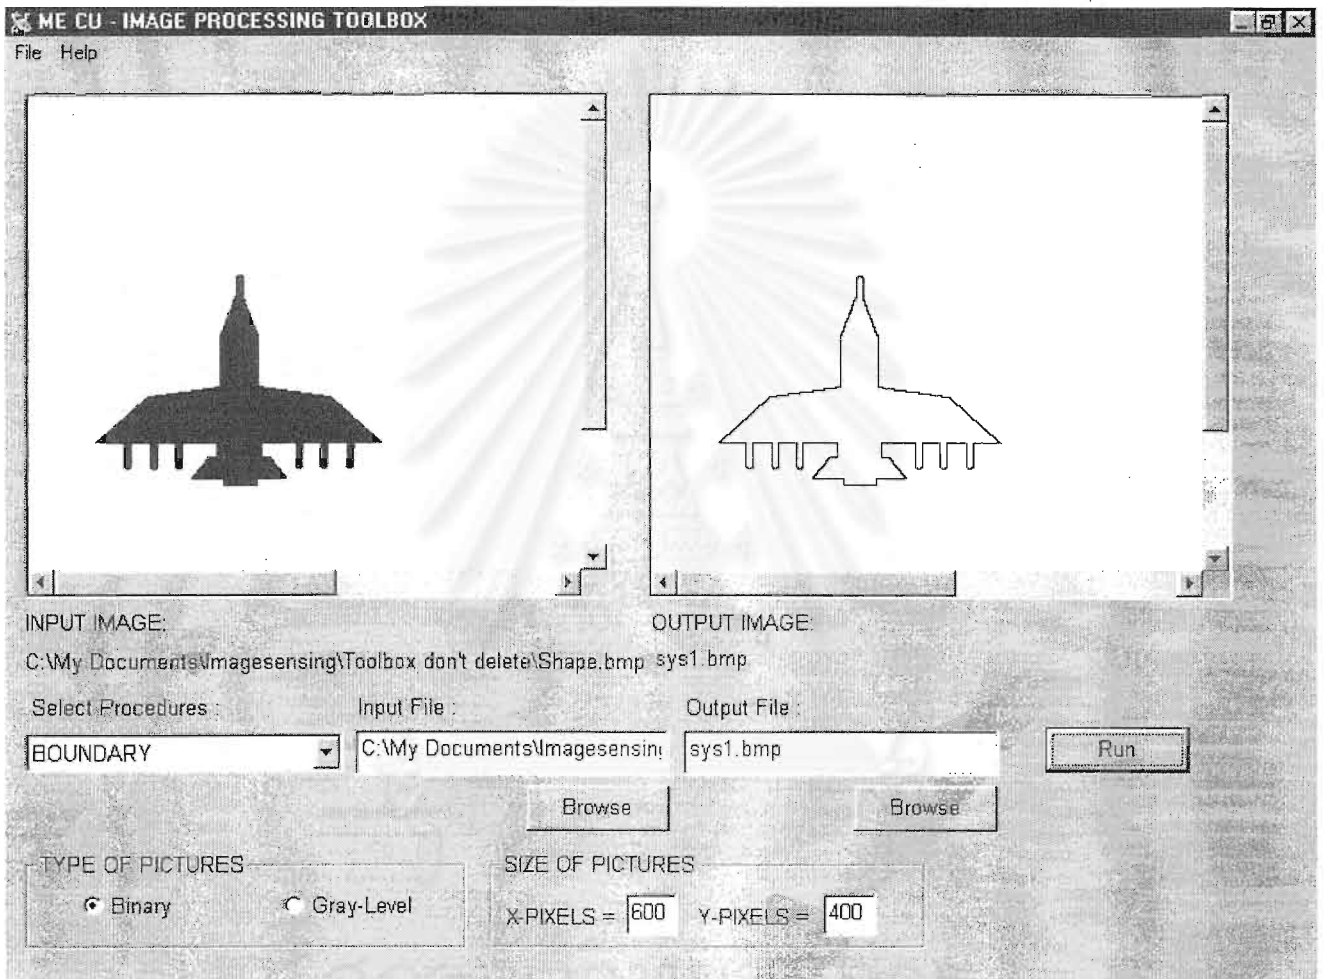 ME CU - IMAGE PROCESSING TOOLBOX
File Help
INPUT IMAGE:
OUTPUT IMAGE:
C:\My Documents\Imagesensing\Toolbox don't delete\Shape.bmp
sys1.bmp
Select Procedures :
Input File :
Output File :
BOUNDARY
C:\My Documents\Imagesensin
sys1.bmp
Run
Browse
Browse
TYPE OF PICTURES
SIZE OF PICTURES
Binary
Gray-Level
X-PIXELS = 600
Y-PIXELS = 400